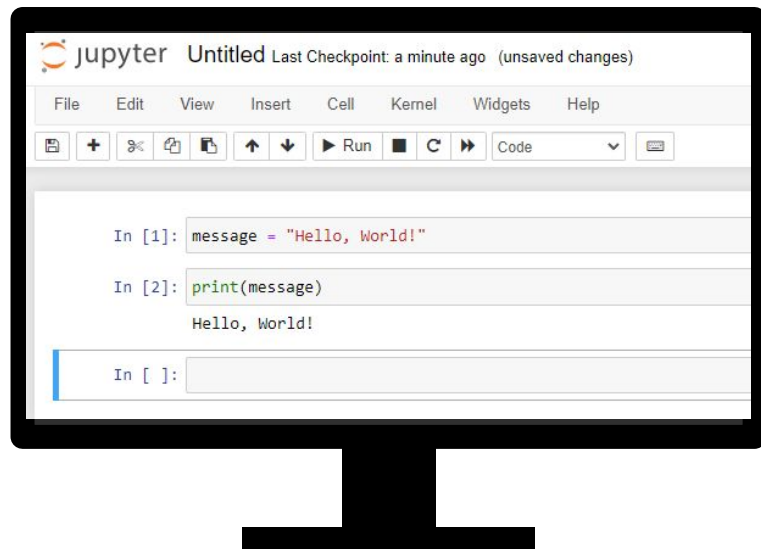 jupyter Untitled Last Checkpoint: a minute ago (unsaved changes)
File Edit View Insert Cell Kernel Widgets Help
Run Code
In [1]: message = "Hello, World!"
In [2]: print(message)
Hello, World!
In [ ]: